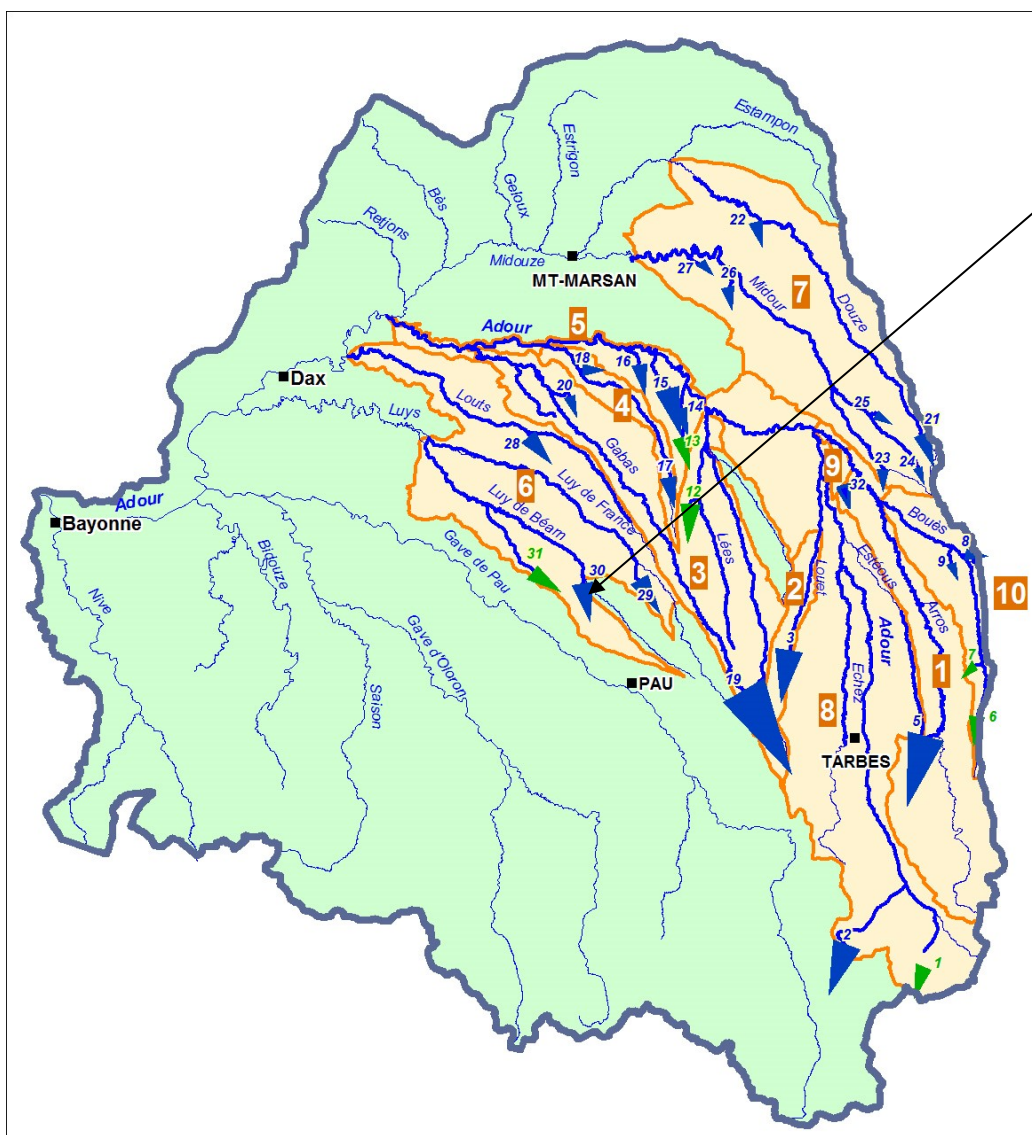 Estampon
Estrigon
Geloux
Bès
Retjons
22
Midouze
27
26
Midour
7
Douze
MT-MARSAN
5
Adour
18
16
15
14
20
4
25
21
Dax
Louts
Luys
13
17
23
24
28
Gabas
9
32
6
Luy de France
12
Bouès
Luy de Béarn
Adour
Bayonne
8
9
Lées
Estéous
Louet
Gave de Pau
31
30
3
2
10
Bidouze
29
Arros
Nive
Adour
3
7
1
Gave d'Oloron
Echez
19
PAU
8
5
6
Saison
TARBES
2
1